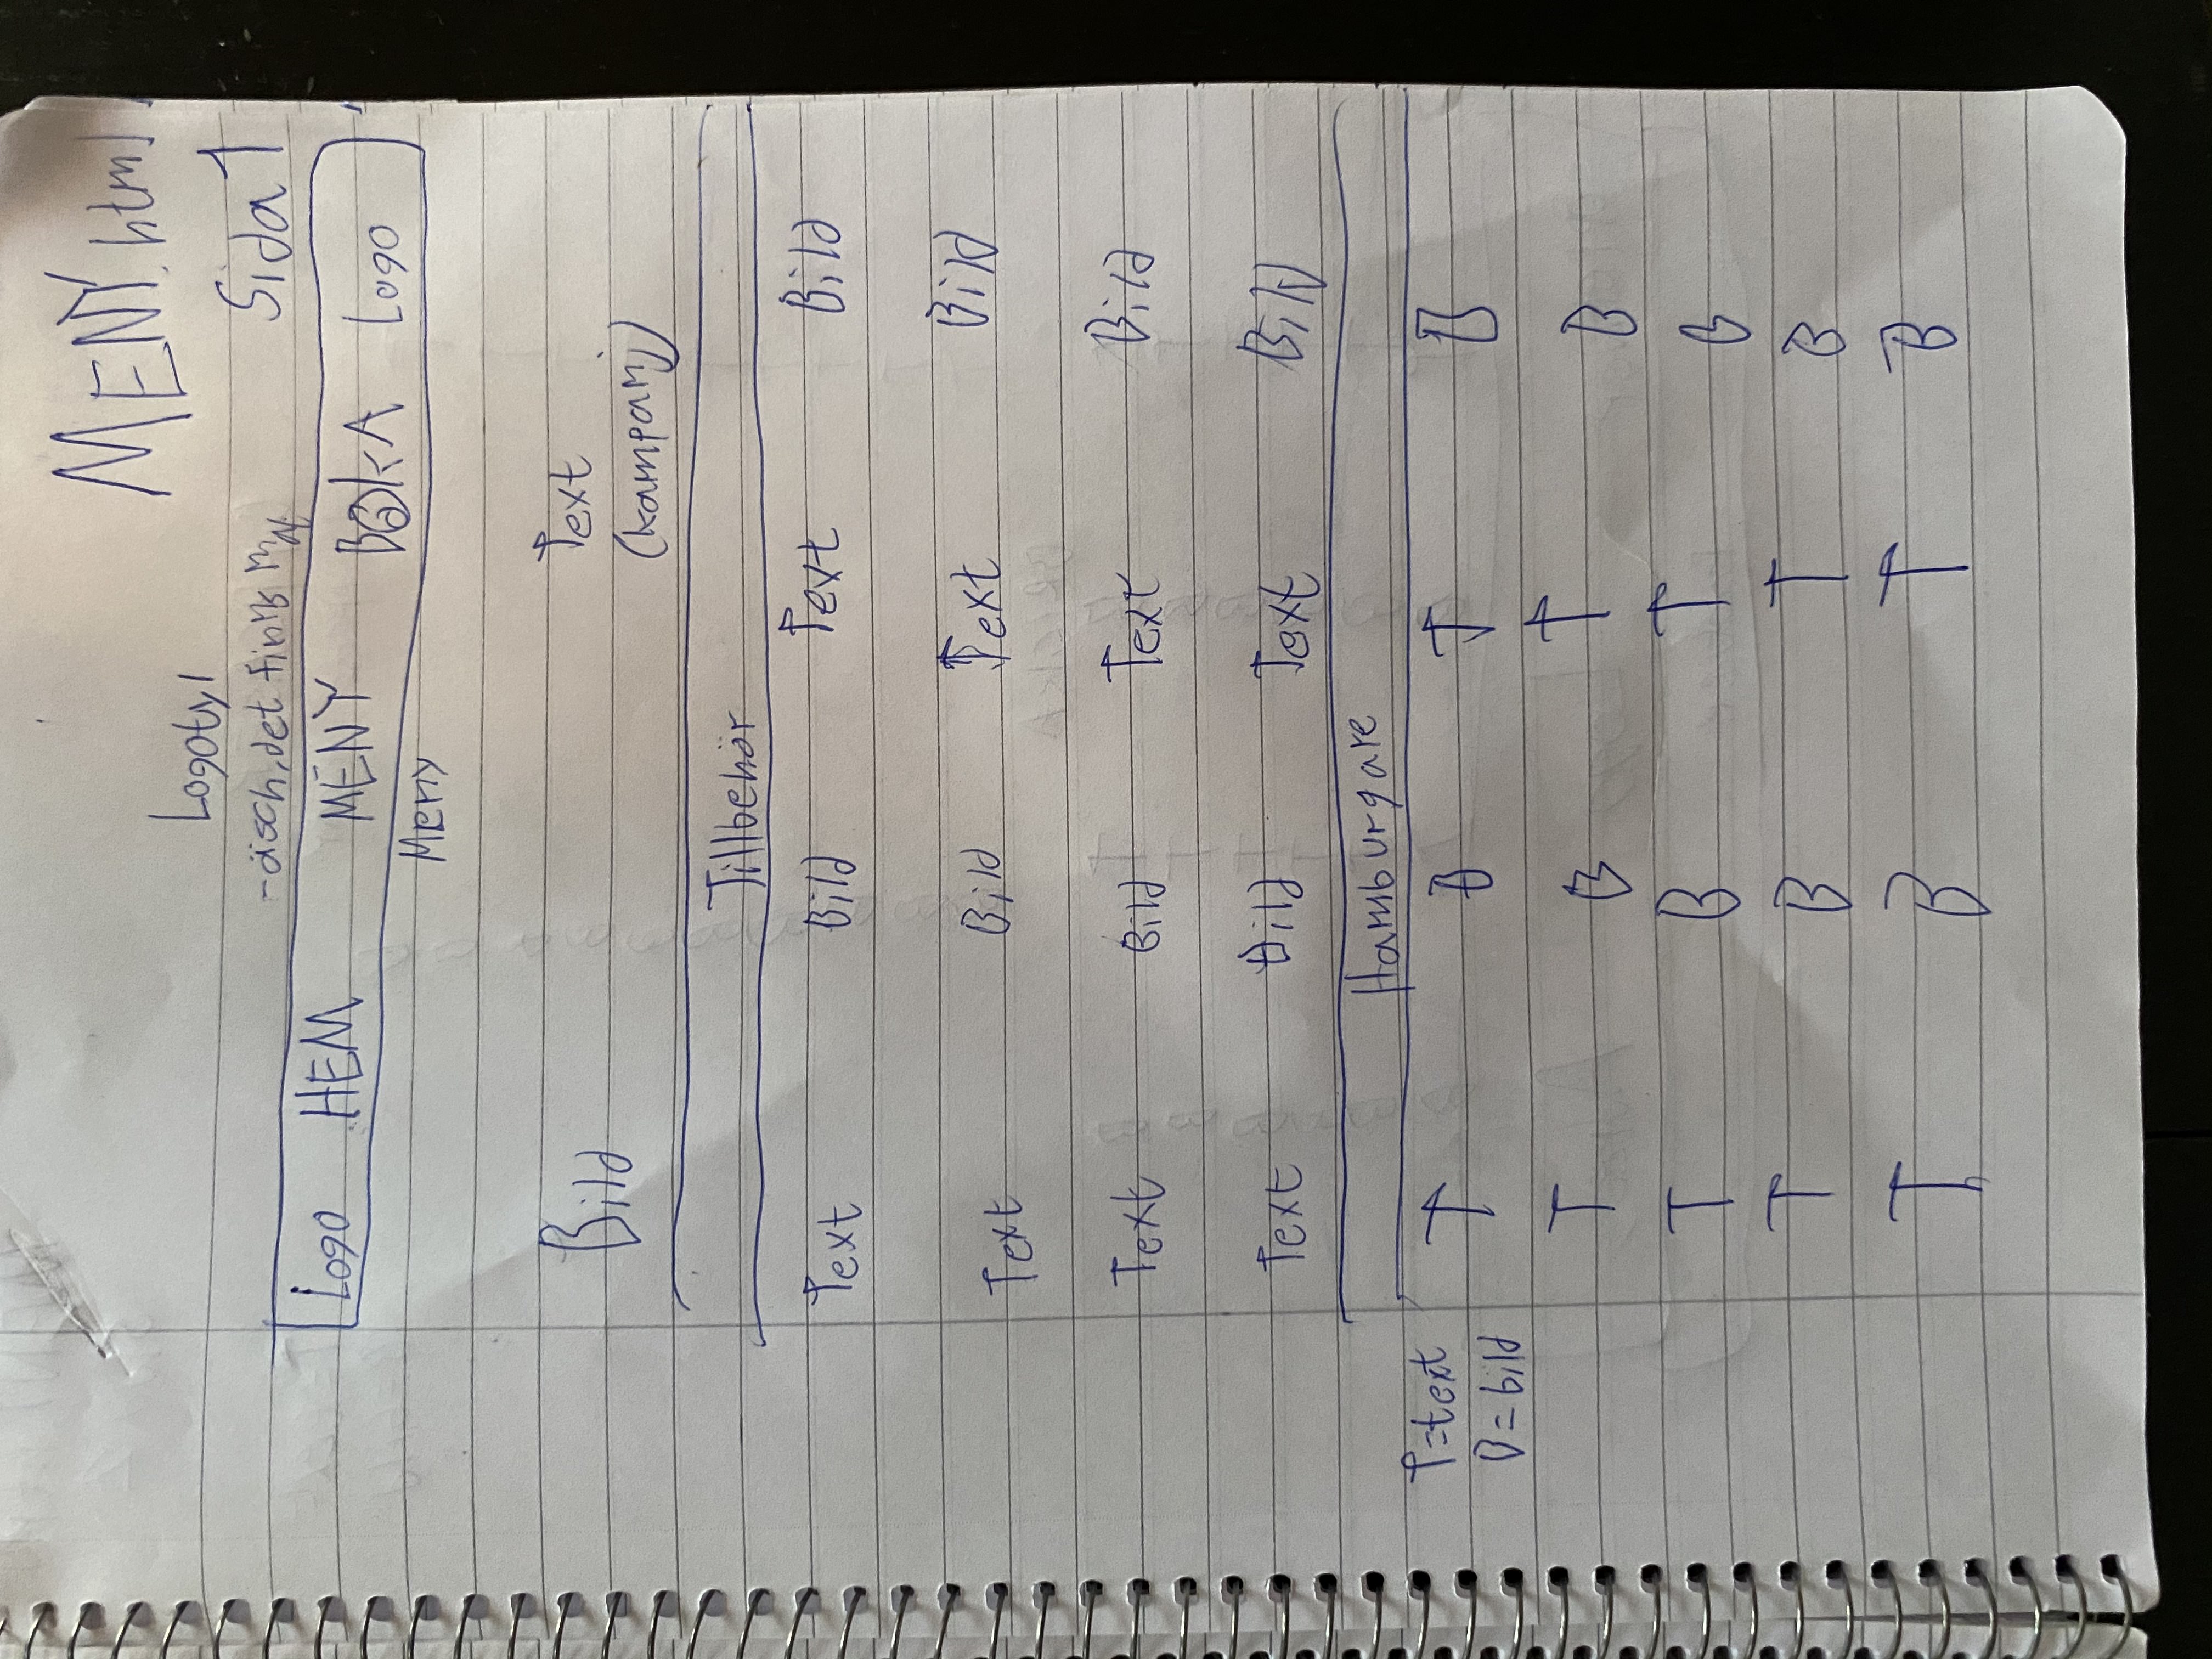 MENY.html
Sida 1
Logotyl
-äsch, det finns
Logo HEM MENY BOKA Logo
Meny
Bild Text
(kampanj)
Tillbehör
Text Bild Text Bild
Text Bild Text Bild
Text Bild Text Bild
Text Bild Text Bild
Hamburgare
T=text
B=bild
T B T B
T B T B
T B T B
T B T B
T B T B